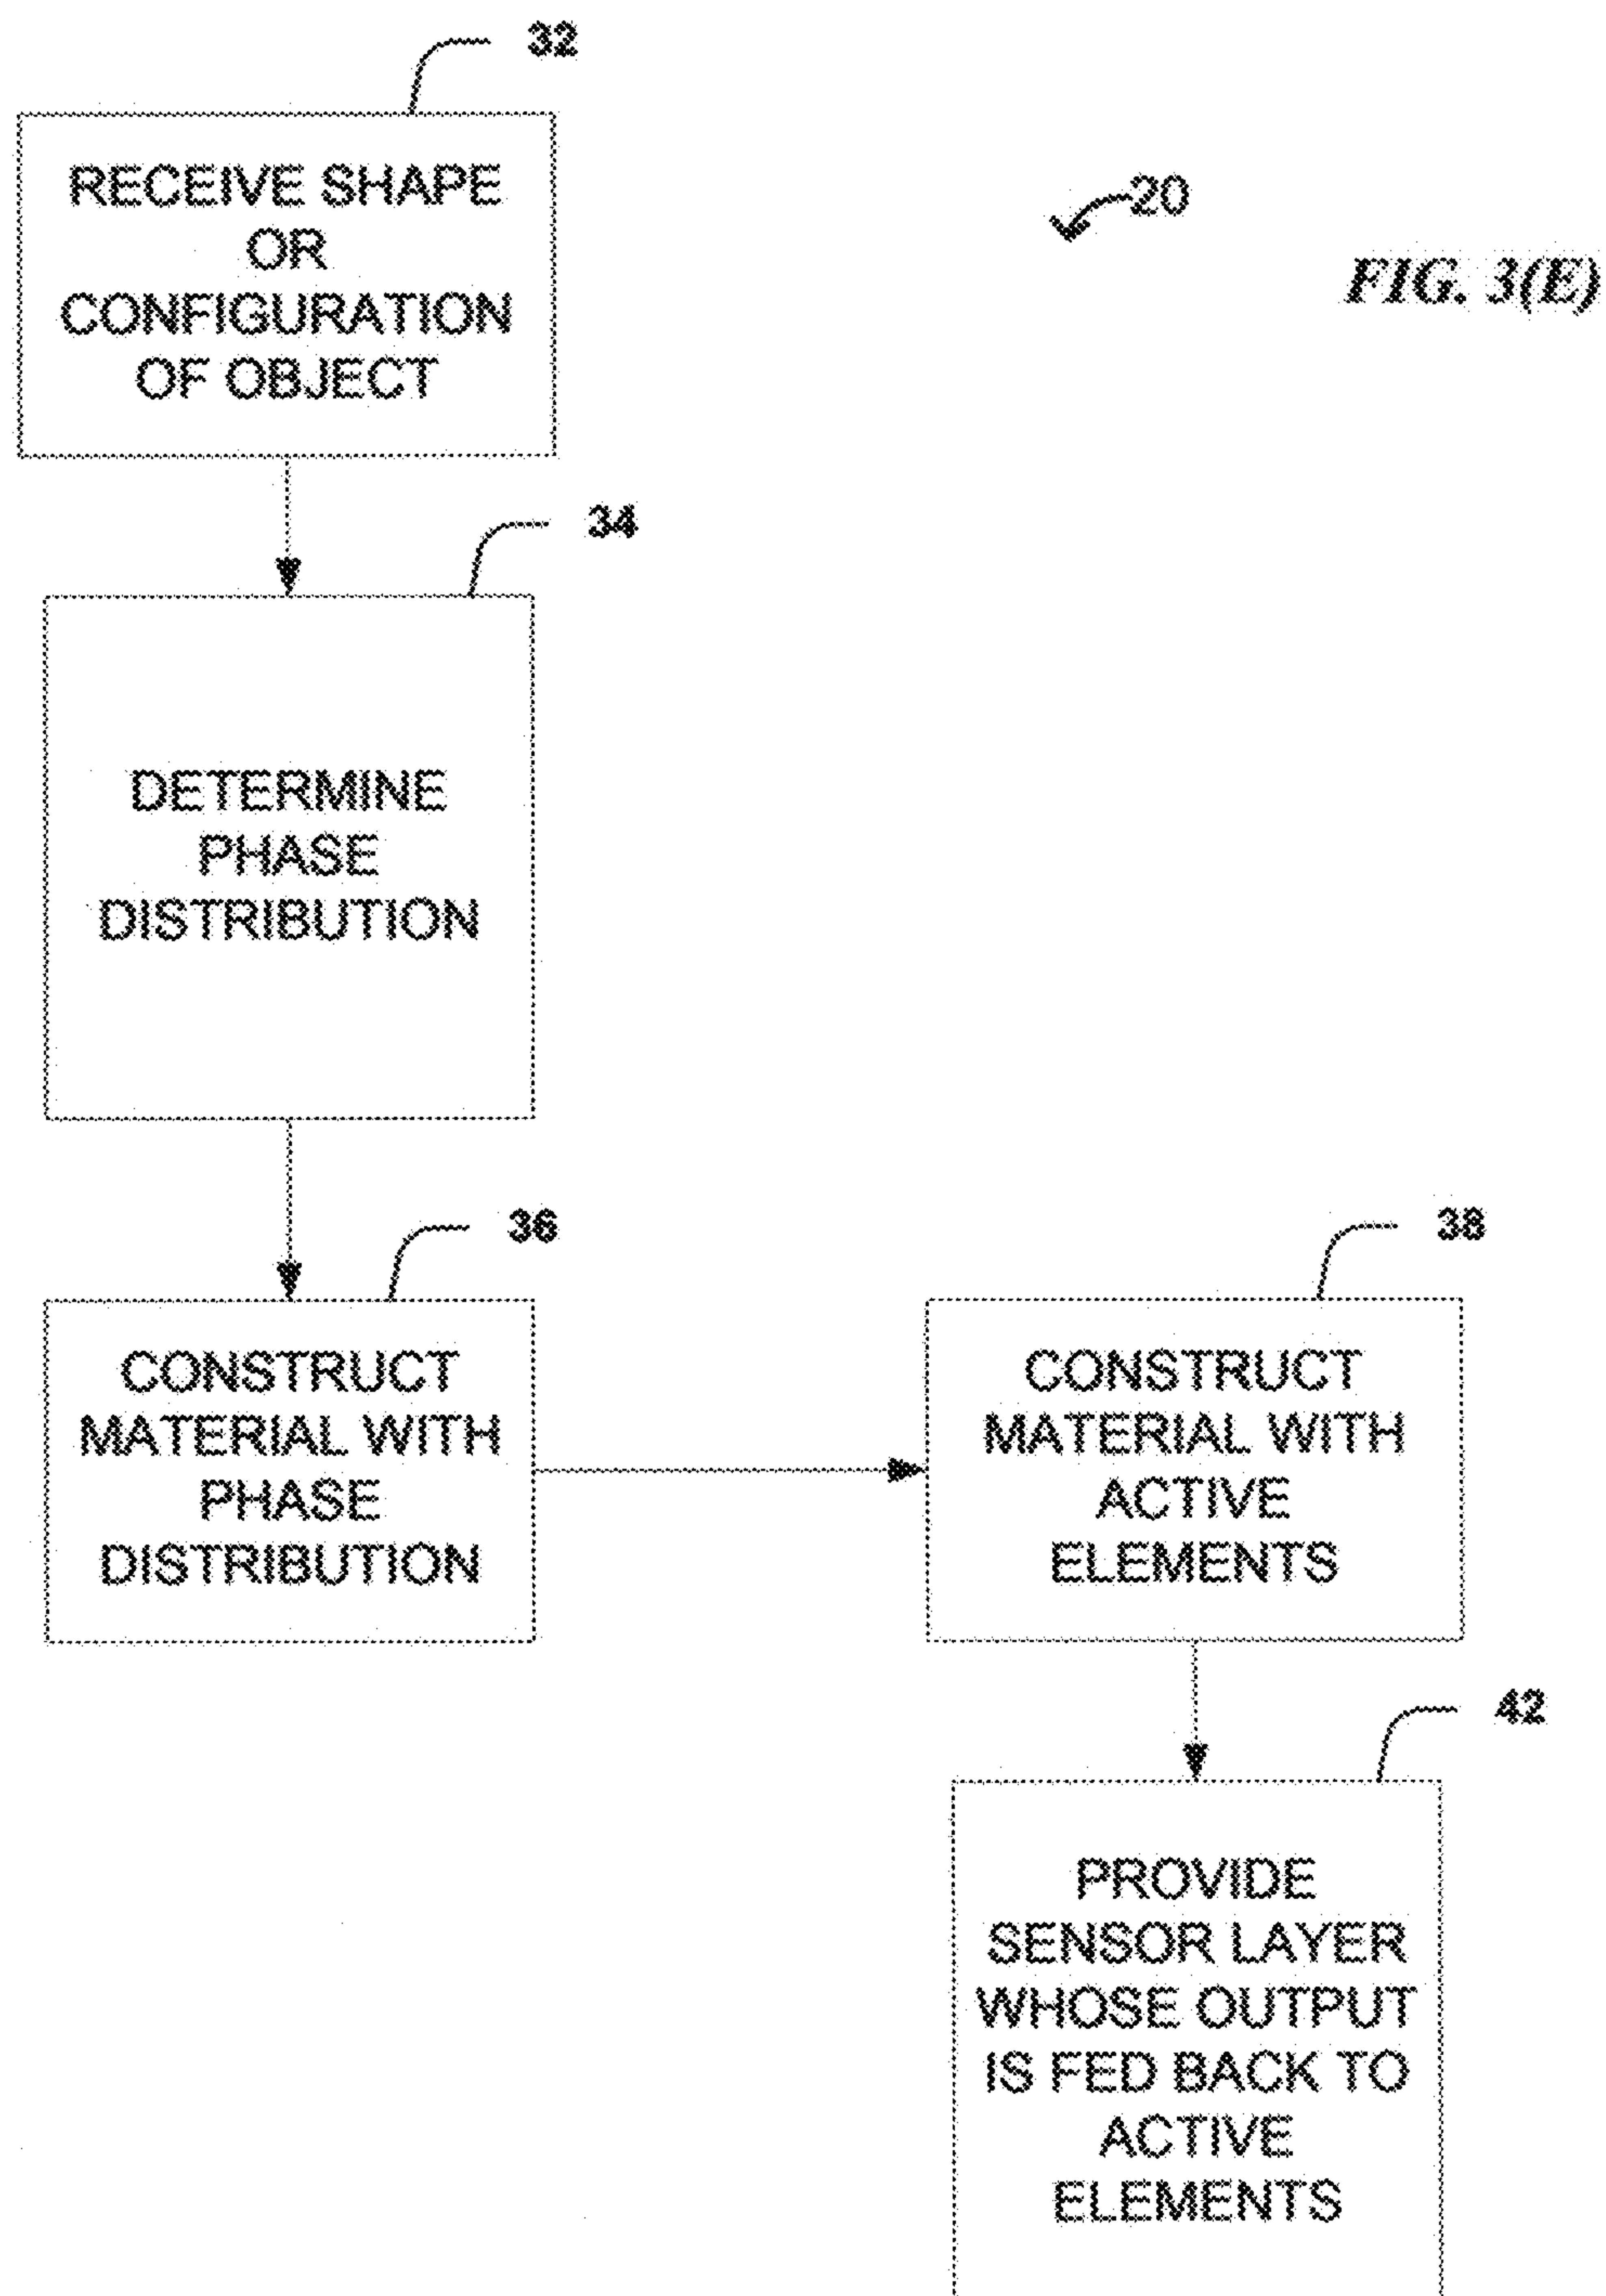 32
RECEIVE SHAPE
OR
CONFIGURATION
OF OBJECT
20
FIG. 3(E)
34
DETERMINE
PHASE
DISTRIBUTION
36
CONSTRUCT
MATERIAL WITH
PHASE
DISTRIBUTION
38
CONSTRUCT
MATERIAL WITH
ACTIVE
ELEMENTS
42
PROVIDE
SENSOR LAYER
WHOSE OUTPUT
IS FED BACK TO
ACTIVE
ELEMENTS